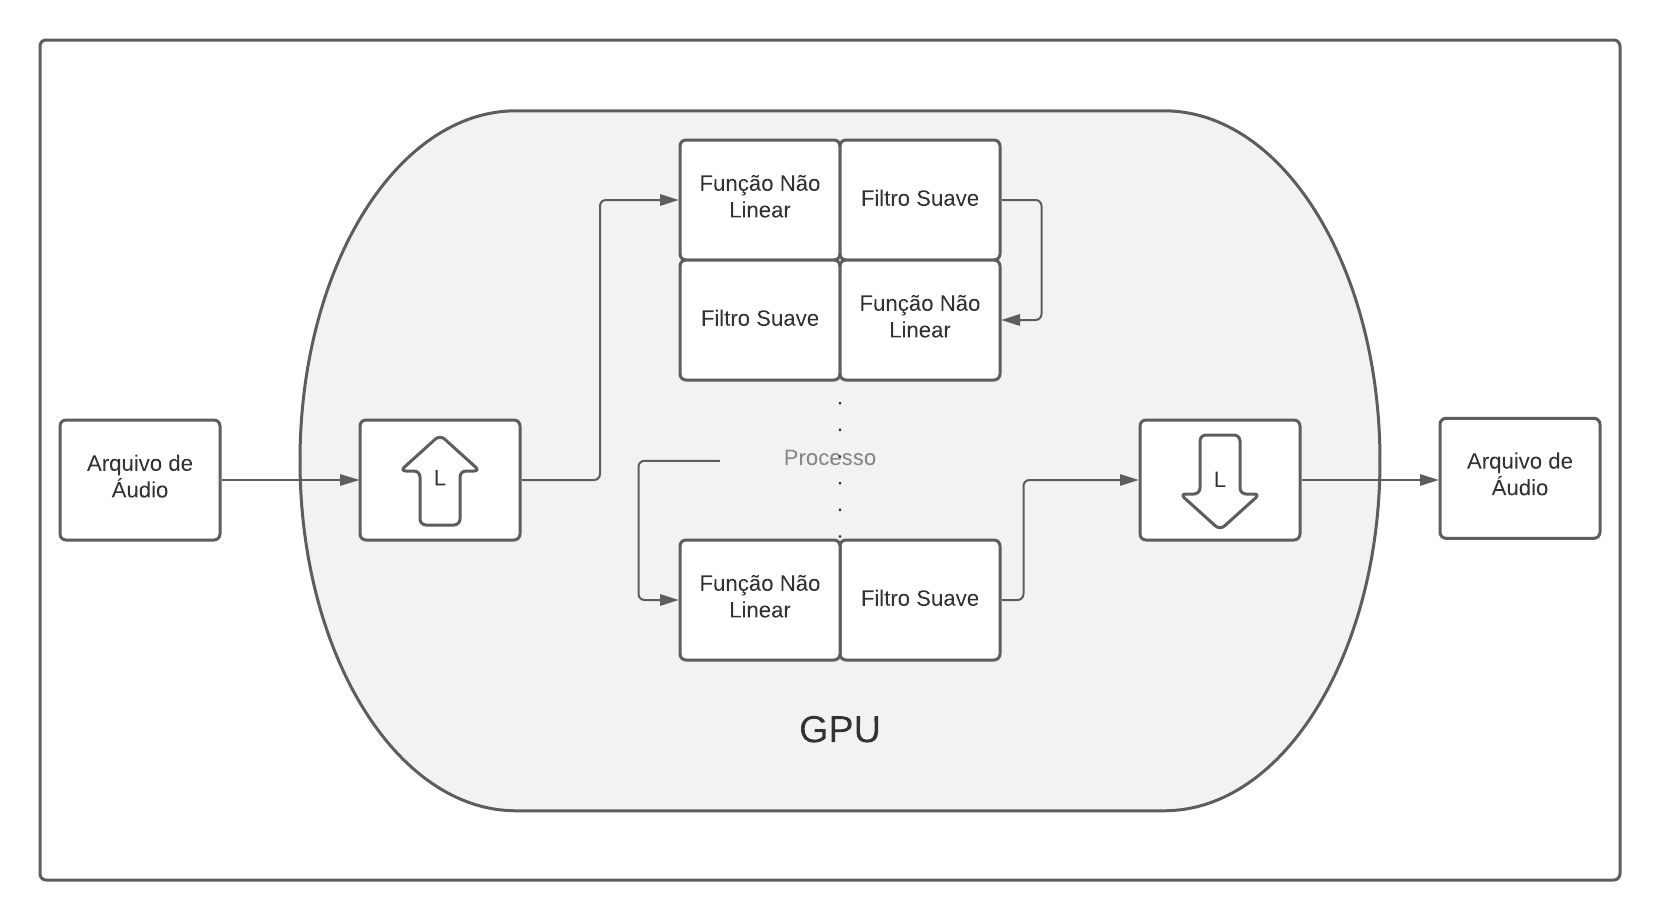 Função Não
Linear
Filtro Suave
Filtro Suave
Função Não
Linear
Arquivo de
Áudio
L
Processo
L
Arquivo de
Áudio
Função Não
Linear
Filtro Suave
GPU